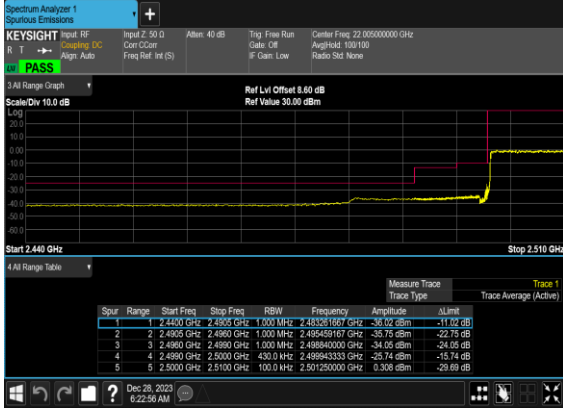 Spectrum Analyzer 1
Spurious Emissions
+
KEYSIGHT Input: RF Input Z: 50 Ω Atten: 40 dB Trig: Free Run Center Freq: 22.005000000 GHz
R T Coupling: DC Corr CCorr Gate: Off Avg|Hold: 100/100
Align: Auto Freq Ref: Int (S) IF Gain: Low Radio Std: None
PASS
3 All Range Graph
Ref Lvl Offset 8.60 dB
Scale/Div 10.0 dB Ref Value 30.00 dBm
Log
20.0
10.0
0.00
-10.0
-20.0
-30.0
-40.0
-50.0
-60.0
Start 2.440 GHz Stop 2.510 GHz
4 All Range Table
Measure Trace Trace 1
Trace Type Trace Average (Active)
Spur Range Start Freq Stop Freq RBW Frequency Amplitude ΔLimit
1 1 2.4400 GHz 2.4905 GHz 1.000 MHz 2.483261667 GHz -36.02 dBm -11.02 dB
2 2 2.4905 GHz 2.4960 GHz 1.000 MHz 2.495459167 GHz -35.75 dBm -22.75 dB
3 3 2.4960 GHz 2.4990 GHz 1.000 MHz 2.498840000 GHz -34.05 dBm -24.05 dB
4 4 2.4990 GHz 2.5000 GHz 430.0 kHz 2.499943333 GHz -25.74 dBm -15.74 dB
5 5 2.5000 GHz 2.5100 GHz 100.0 kHz 2.501250000 GHz 0.308 dBm -29.69 dB
? Dec 28, 2023
6:22:56 AM